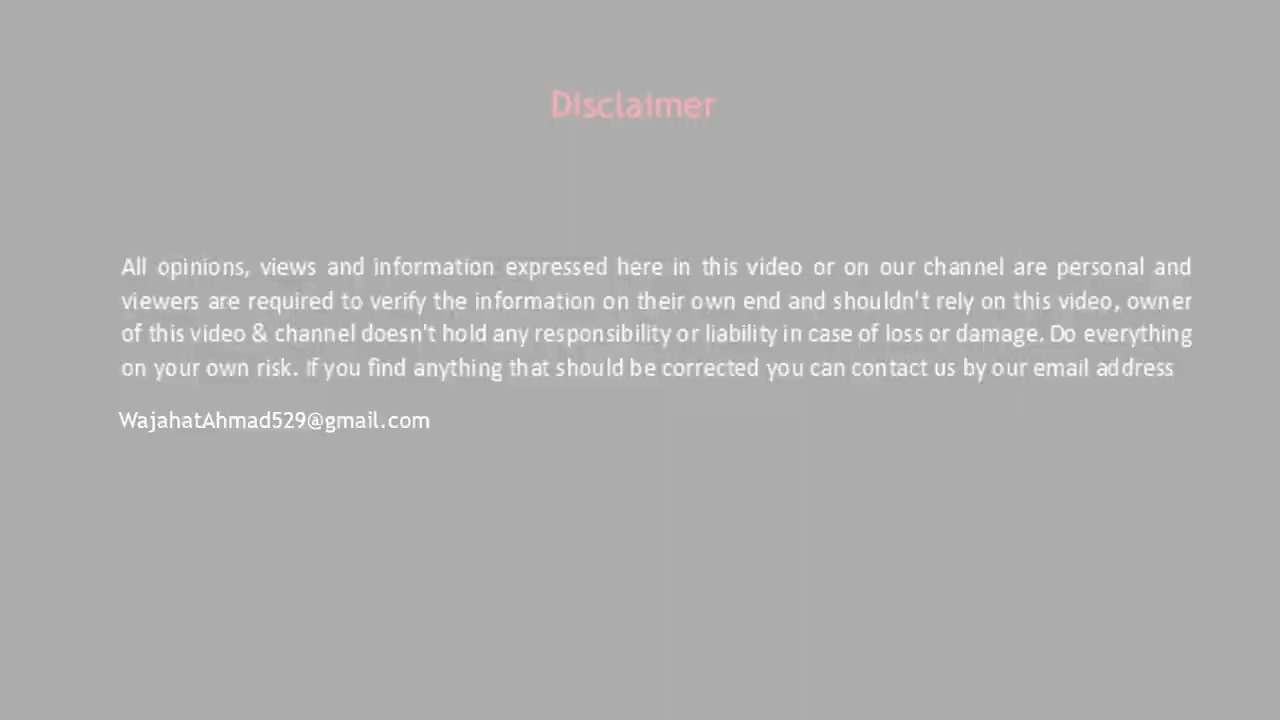 Disclaimer
All opinions, views and information expressed here in this video or on our channel are personal and
viewers are required to verify the information on their own end and shouldn't rely on this video, owner
of this video & channel doesn't hold any responsibility or liability in case of loss or damage. Do everything
on your own risk. If you find anything that should be corrected you can contact us by our email address
WajahatAhmad529@gmail.com